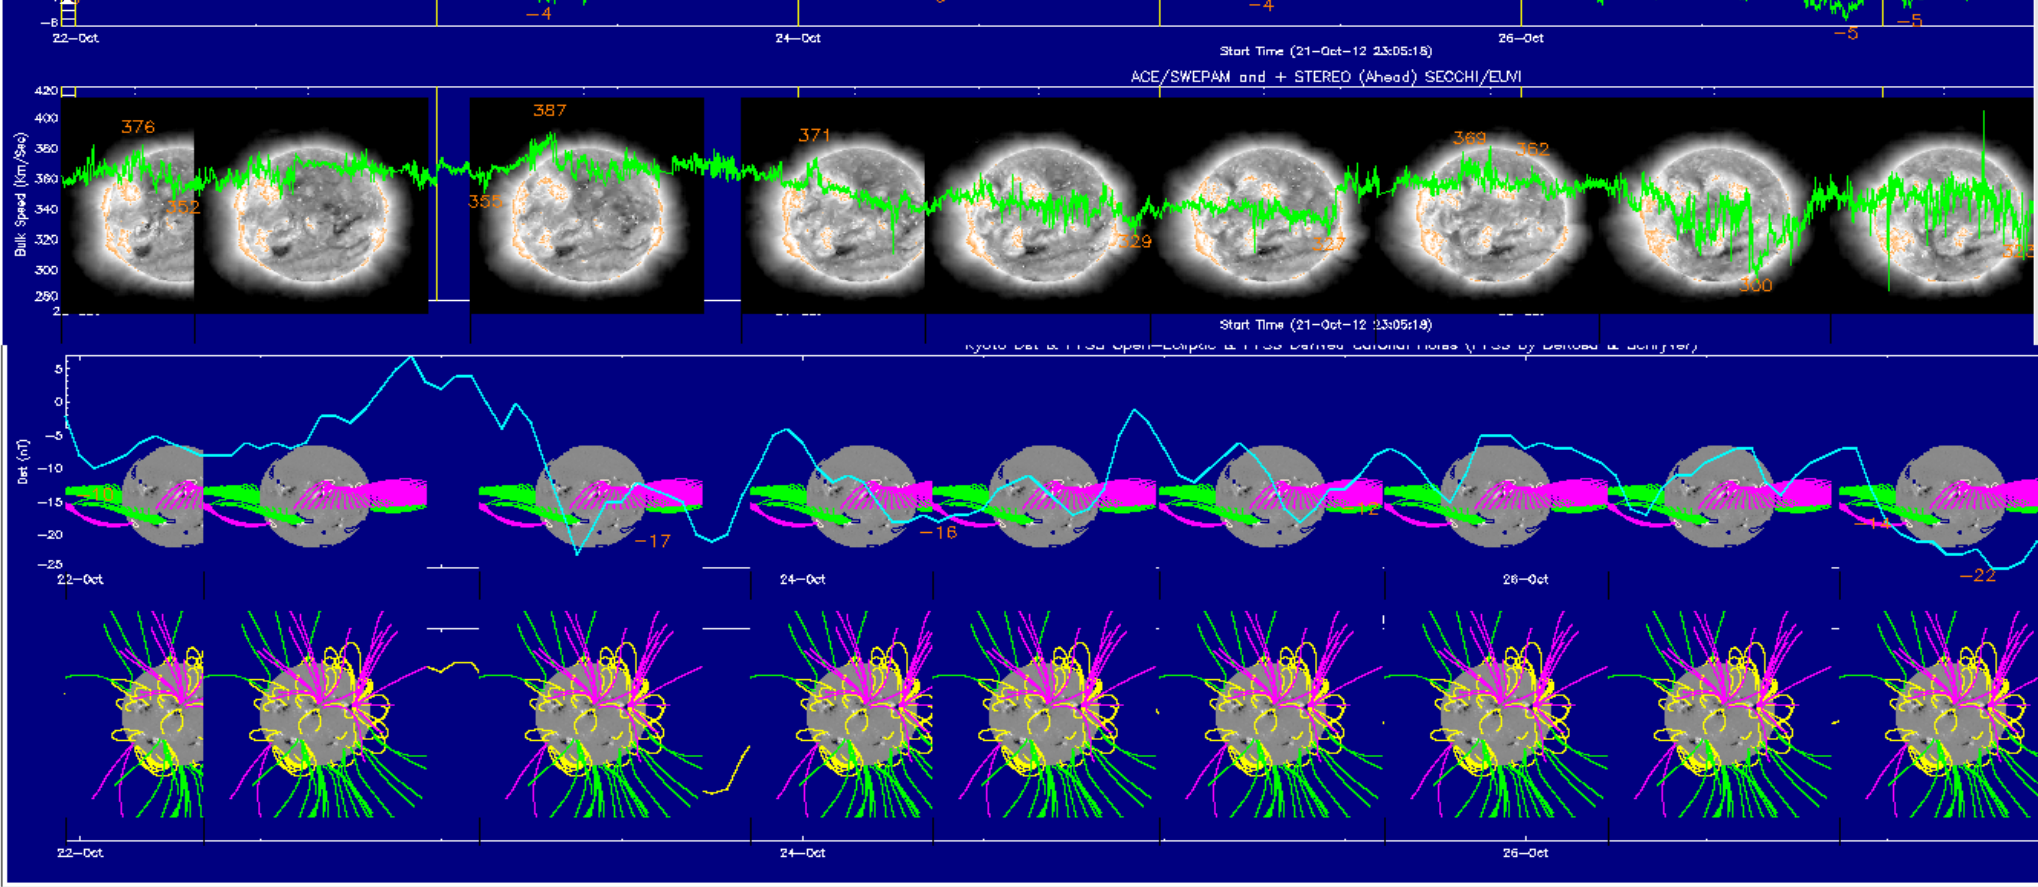 -6
-4
-4
-5
-5
22-Oct
24-Oct
26-Oct
Start Time (21-Oct-12 23:05:18)
ACE/SWEPAM and + STEREO (Ahead) SECCHI/EUVI
Bulk Speed (Km/Sec)
420
400
380
360
340
320
300
280
376
352
387
355
371
329
327
369
362
300
Start Time (21-Oct-12 23:05:18)
Dst (nT)
5
0
-5
-10
-15
-20
-25
-17
-16
-12
-22
22-Oct
24-Oct
26-Oct
22-Oct
24-Oct
26-Oct